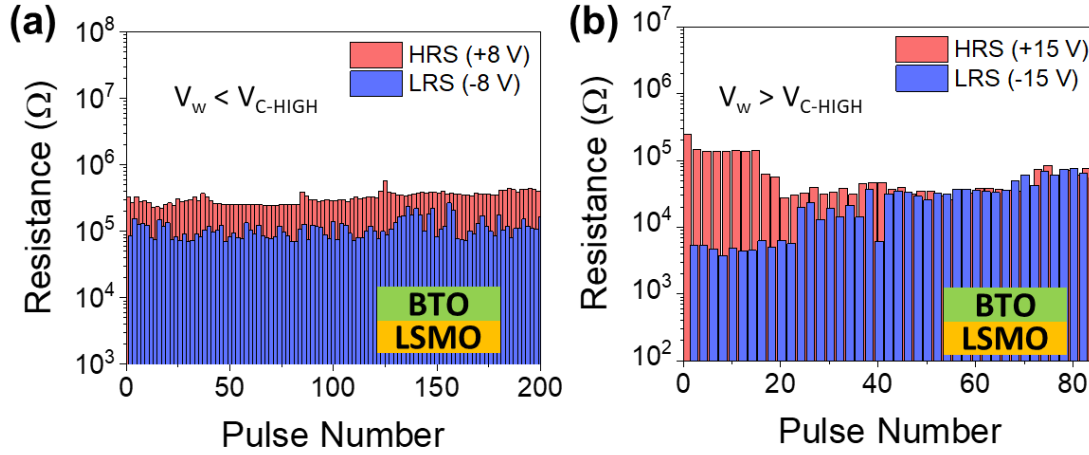 (a)
HRS (+8 V)
LRS (-8 V)
V_w < V_C-HIGH
Resistance (Ω)
10^8
10^7
10^6
10^5
10^4
10^3
BTO
LSMO
0 50 100 150 200
Pulse Number
(b)
HRS (+15 V)
LRS (-15 V)
V_w > V_C-HIGH
Resistance (Ω)
10^7
10^6
10^5
10^4
10^3
10^2
BTO
LSMO
0 20 40 60 80
Pulse Number